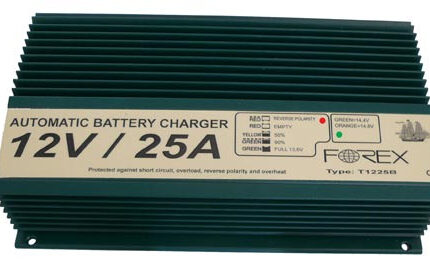 AUTOMATIC BATTERY CHARGER
12V / 25A
Protected against short circuit, overload, reverse polarity and overheat
RED
RED REVERSE POLARITY
RED EMPTY
YELLOW 50%
GREEN 90%
GREEN FULL 13,8V
GREEN=14,4V
ORANGE=14,8V
FOREX
Type: T1225B